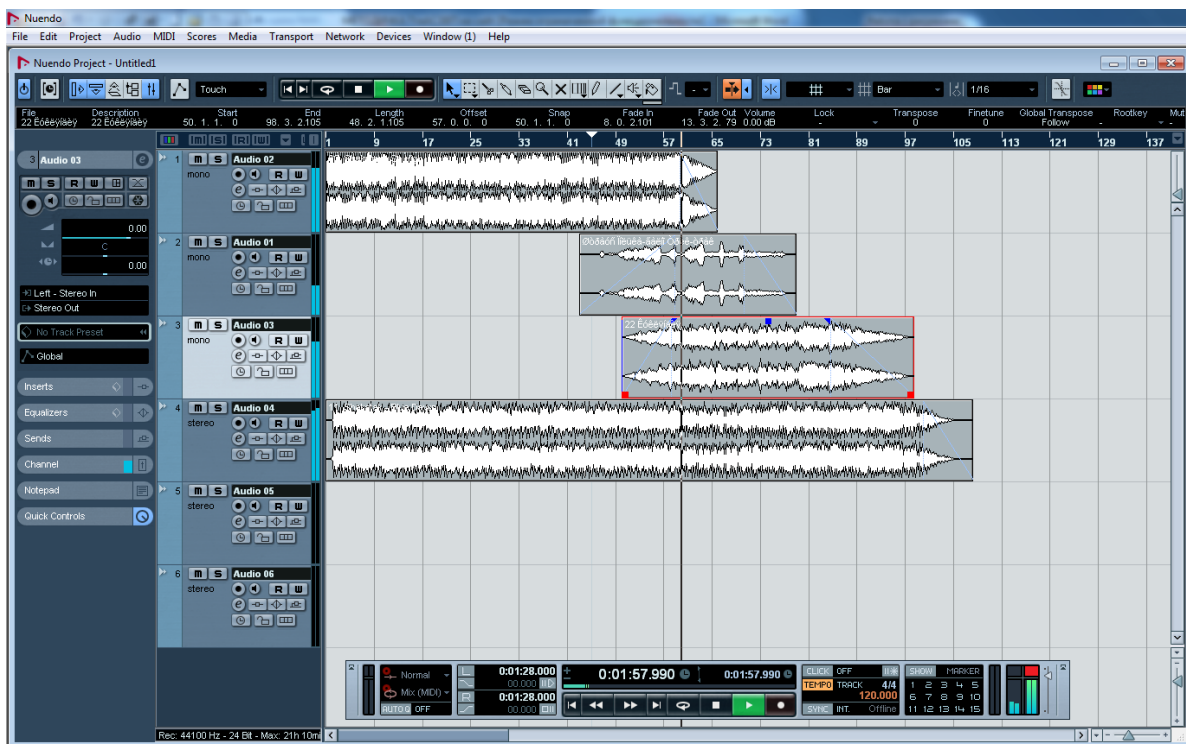 Nuendo
File Edit Project Audio MIDI Scores Media Transport Network Devices Window (1) Help
Nuendo Project - Untitled1
Touch Bar 1/16
File Description Start End Length Offset Snap Fade In Fade Out Volume Lock Transpose Finetune Global Transpose Rootkey Mut
22 Êóêëÿíàÿ 50. 1. 1. 0 98. 3. 2.105 48. 2. 1.105 57. 0. 0. 0 50. 1. 1. 0 8. 0. 2.101 13. 3. 2. 79 0.00 dB - 0 0 Follow - -
1 9 17 25 33 41 49 57 65 73 81 89 97 105 113 121 129 137
3 Audio 03
0.00
C
0.00
Left - Stereo In
Stereo Out
No Track Preset
Global
Inserts
Equalizers
Sends
Channel
Notepad
Quick Controls
1 m S Audio 02
mono R W
e
2 m S Audio 01
mono R W
e
3 m S Audio 03
mono R W
e
4 m S Audio 04
stereo R W
e
5 m S Audio 05
stereo R W
e
6 m S Audio 06
stereo R W
e
22
Normal
Mix (MIDI)
AUTO Q OFF
L 0:01:28.000
00.000
R 0:01:28.000
00.000
0:01:57.990 0:01:57.990
CLICK OFF
TEMPO TRACK 4/4
120.000
SYNC INT. Offline
SHOW MARKER
1 2 3 4 5
6 7 8 9 10
11 12 13 14 15
Rec: 44100 Hz - 24 Bit - Max: 21h 10mi